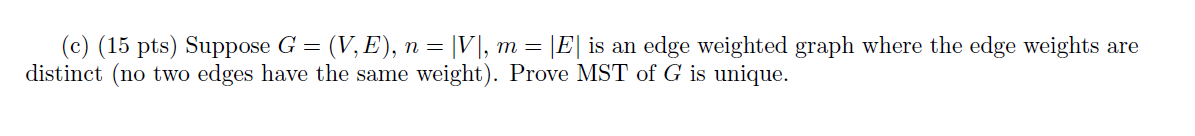 (c) (15 pts) Suppose G = (V, E), n = |V|, m = |E| is an edge weighted graph where the edge weights are
distinct (no two edges have the same weight). Prove MST of G is unique.